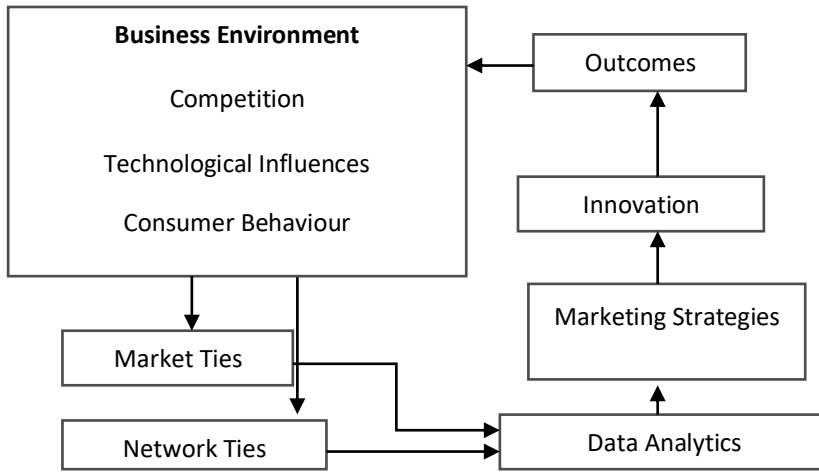 Business Environment
Competition
Technological Influences
Consumer Behaviour
Outcomes
Innovation
Marketing Strategies
Market Ties
Network Ties
Data Analytics